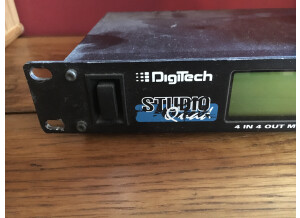 DigiTech
STUDIO
Quad
4 IN 4 OUT M